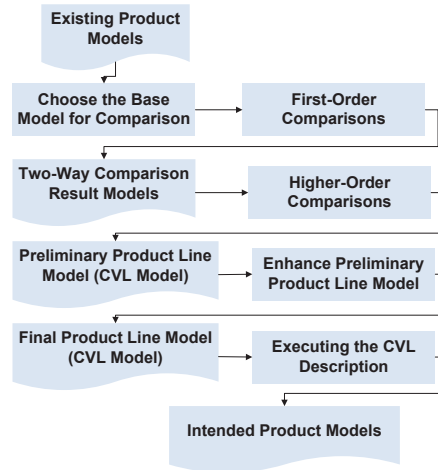 Existing Product
Models
Choose the Base
Model for Comparison
First-Order
Comparisons
Two-Way Comparison
Result Models
Higher-Order
Comparisons
Preliminary Product Line
Model (CVL Model)
Enhance Preliminary
Product Line Model
Final Product Line Model
(CVL Model)
Executing the CVL
Description
Intended Product Models